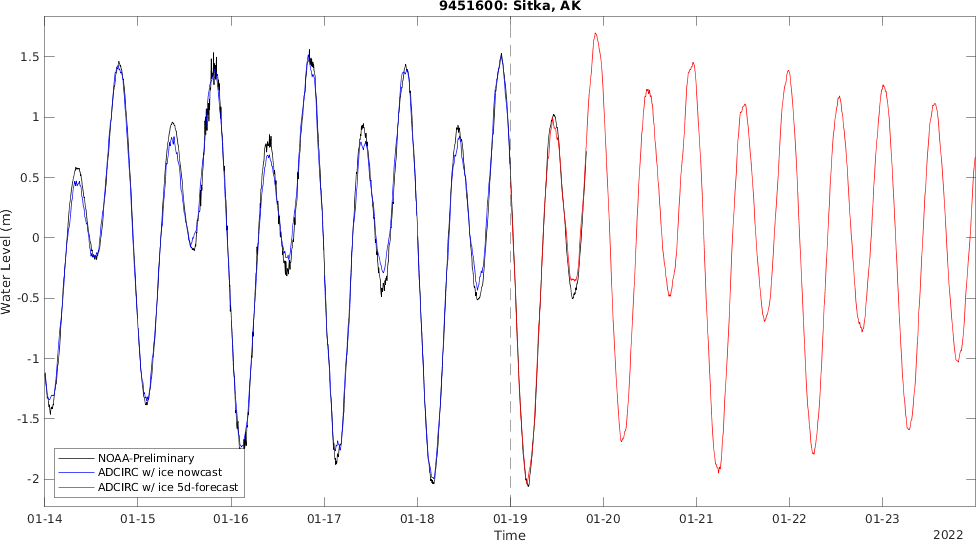 9451600: Sitka, AK
1.5
1
0.5
0
-0.5
-1
-1.5
-2
Water Level (m)
NOAA-Preliminary
ADCIRC w/ ice nowcast
ADCIRC w/ ice 5d-forecast
01-14 01-15 01-16 01-17 01-18 01-19 01-20 01-21 01-22 01-23
Time
2022